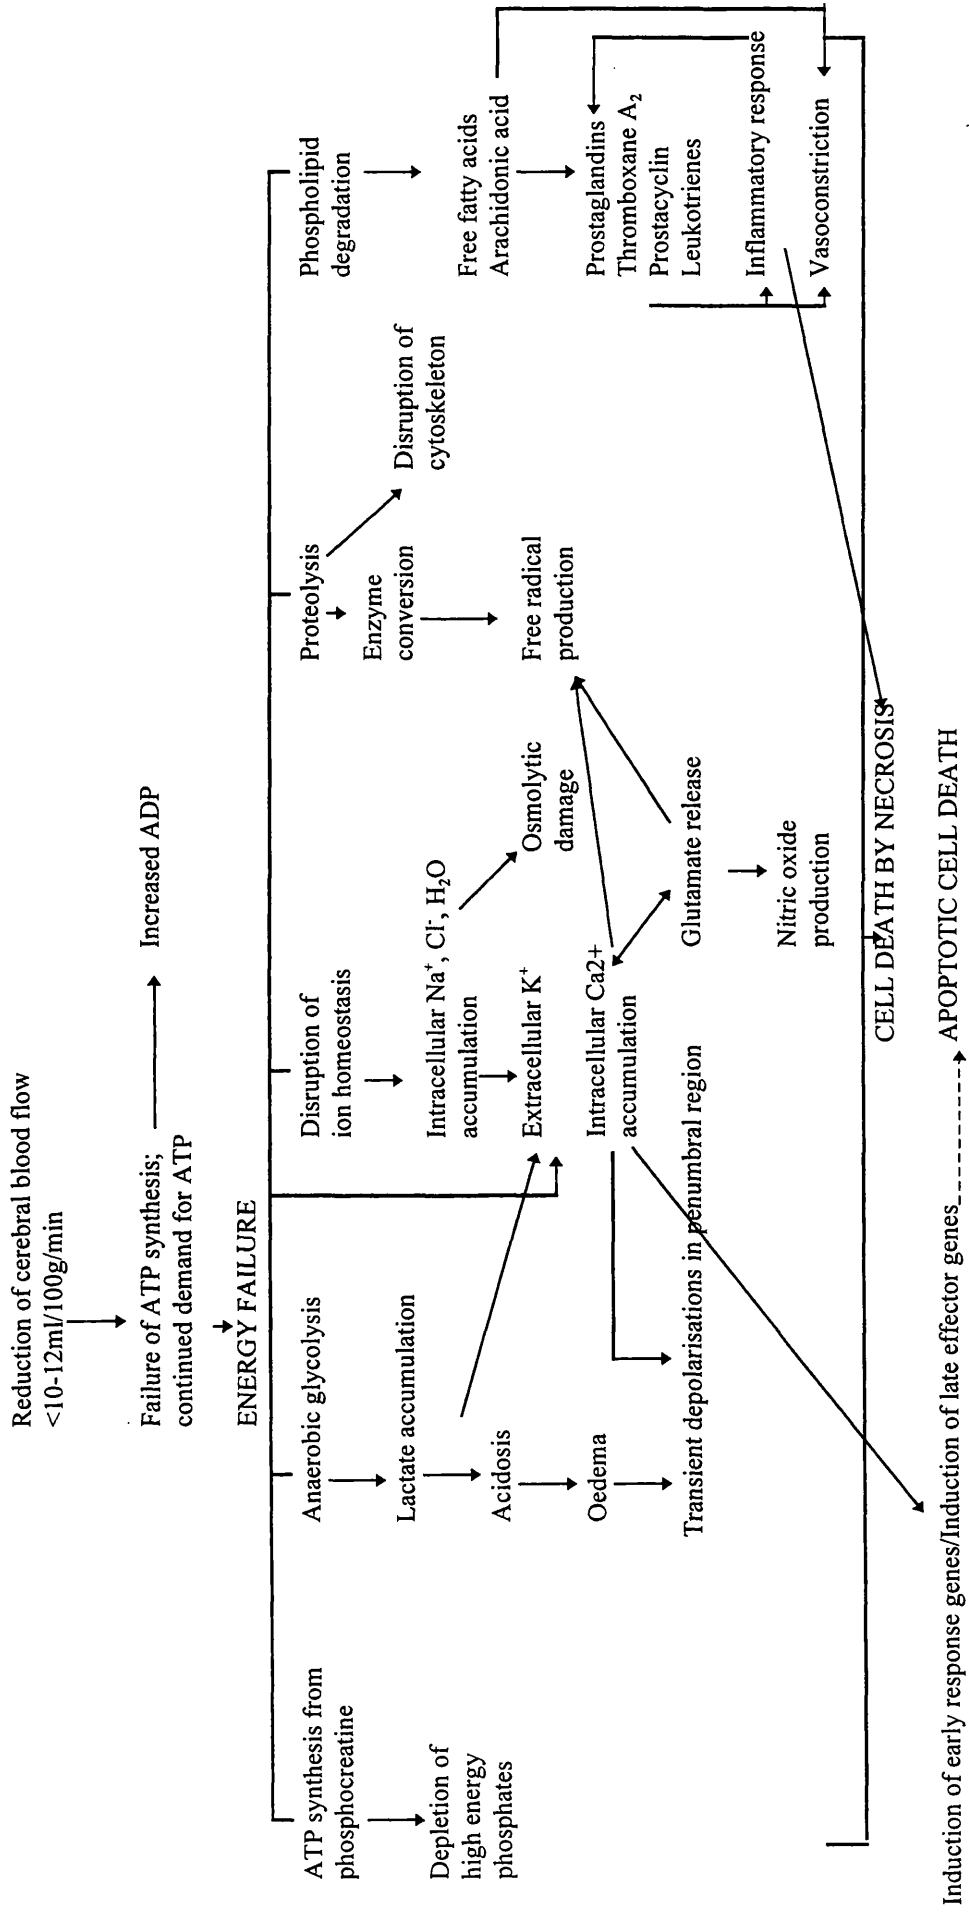 Reduction of cerebral blood flow
<10-12ml/100g/min
Failure of ATP synthesis;
continued demand for ATP
Increased ADP
ENERGY FAILURE
ATP synthesis from
phosphocreatine
Depletion of
high energy
phosphates
Anaerobic glycolysis
Lactate accumulation
Acidosis
Oedema
Transient depolarisations in penumbral region
Disruption of
ion homeostasis
Intracellular Na⁺, Cl⁻, H₂O
accumulation
Extracellular K⁺
Intracellular Ca2+
accumulation
Osmolytic
damage
Glutamate release
Nitric oxide
production
Proteolysis
Enzyme
conversion
Free radical
production
Disruption of
cytoskeleton
Phospholipid
degradation
Free fatty acids
Arachidonic acid
Prostaglandins
Thromboxane A₂
Prostacyclin
Leukotrienes
Inflammatory response
Vasoconstriction
CELL DEATH BY NECROSIS
Induction of early response genes/Induction of late effector genes
APOPTOTIC CELL DEATH